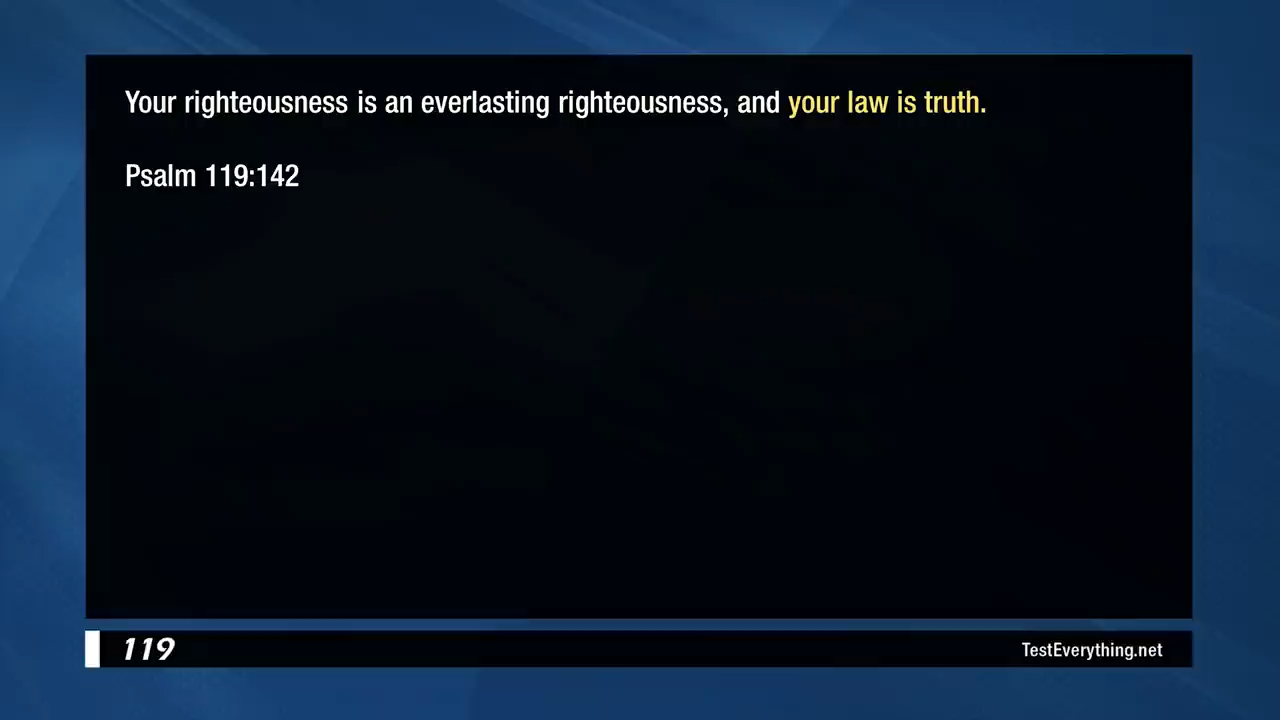 Your righteousness is an everlasting righteousness, and your law is truth.
Psalm 119:142
119
TestEverything.net